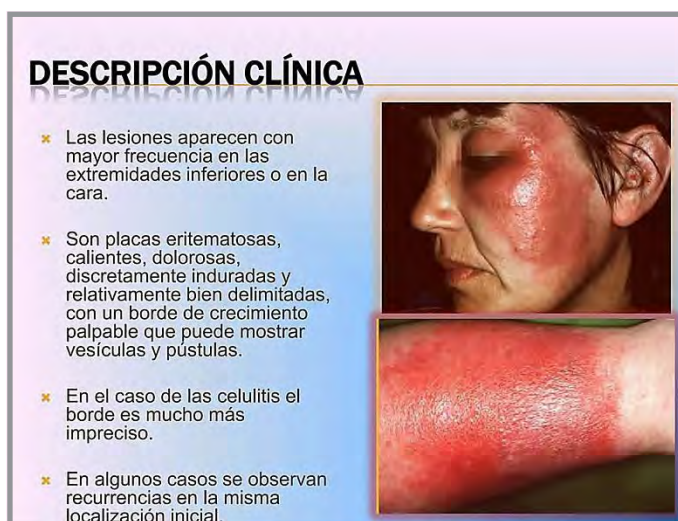 DESCRIPCIÓN CLÍNICA
Las lesiones aparecen con
mayor frecuencia en las
extremidades inferiores o en la
cara.
Son placas eritematosas,
calientes, dolorosas,
discretamente induradas y
relativamente bien delimitadas,
con un borde de crecimiento
palpable que puede mostrar
vesículas y pústulas.
En el caso de las celulitis el
borde es mucho más
impreciso.
En algunos casos se observan
recurrencias en la misma
localización inicial.